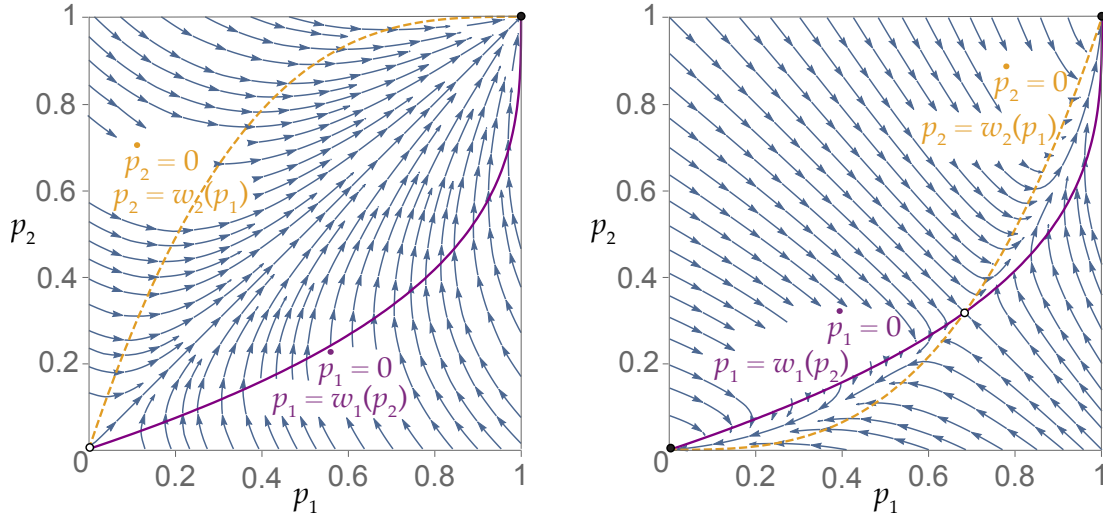 1
0.8
0.6
0.4
0.2
0
0.2
0.4
0.6
0.8
1
p₂
p₁
ṗ₂ = 0
p₂ = w₂(p₁)
ṗ₁ = 0
p₁ = w₁(p₂)
1
0.8
0.6
0.4
0.2
0
0.2
0.4
0.6
0.8
1
p₂
p₁
ṗ₂ = 0
p₂ = w₂(p₁)
ṗ₁ = 0
p₁ = w₁(p₂)